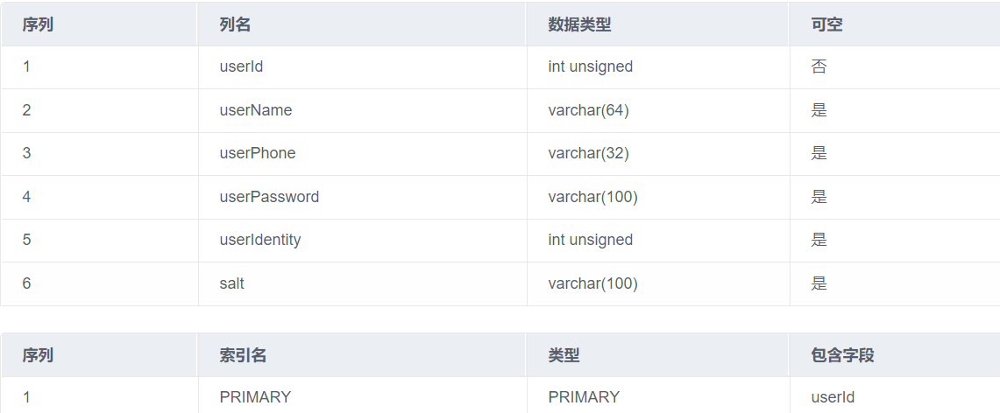 序列 列名 数据类型 可空
1 userId int unsigned 否
2 userName varchar(64) 是
3 userPhone varchar(32) 是
4 userPassword varchar(100) 是
5 userIdentity int unsigned 是
6 salt varchar(100) 是
序列 索引名 类型 包含字段
1 PRIMARY PRIMARY userId